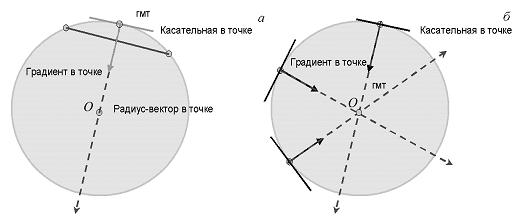 гмт
а
Касательная в точке
Градиент в точке
O
Радиус-вектор в точке
б
Касательная в точке
Градиент в точке
гмт
O